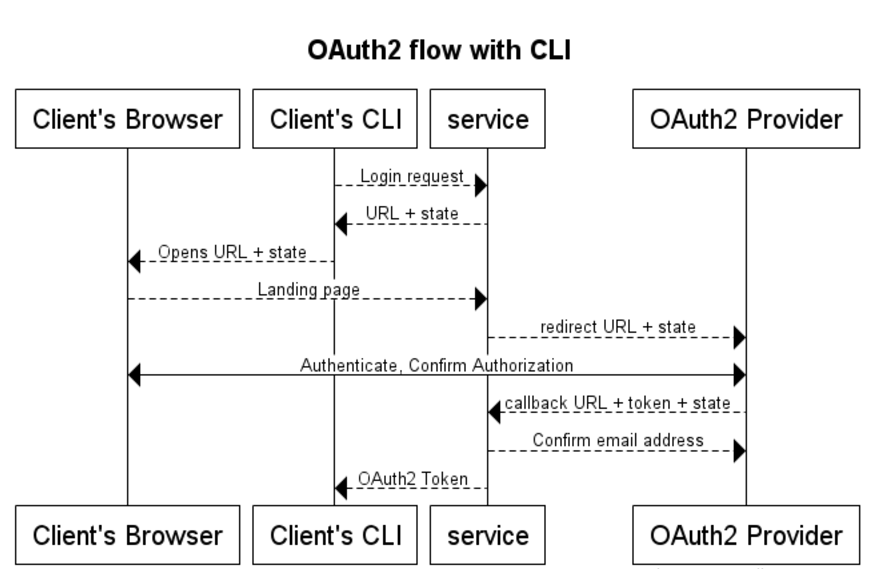 OAuth2 flow with CLI
Client's Browser
Client's CLI
service
OAuth2 Provider
Login request
URL + state
Opens URL + state
Landing page
redirect URL + state
Authenticate, Confirm Authorization
callback URL + token + state
Confirm email address
OAuth2 Token
Client's Browser
Client's CLI
service
OAuth2 Provider